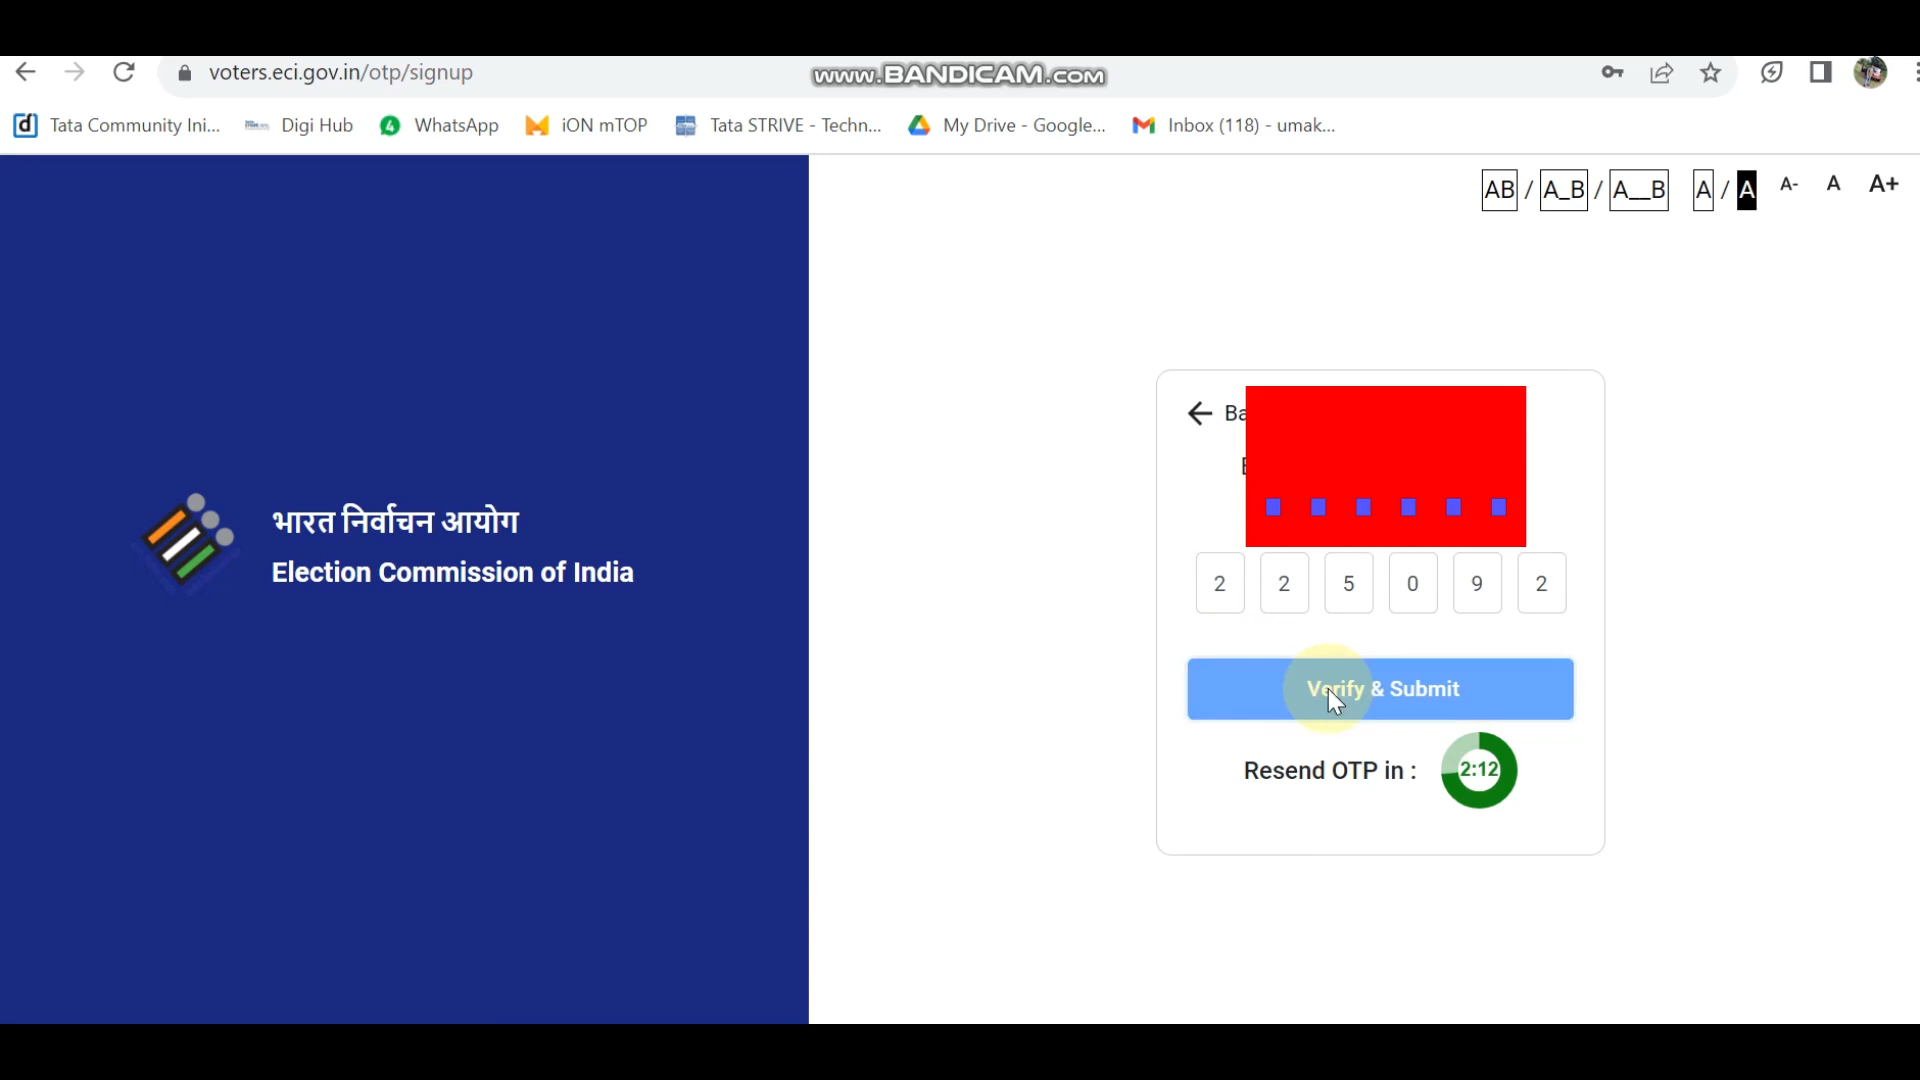 voters.eci.gov.in/otp/signup
www.BANDICAM.com
Tata Community Ini... Digi Hub 4 WhatsApp iON mTOP Tata STRIVE - Techn... My Drive - Google... Inbox (118) - umak...
AB / A_B / A__B A / A A- A A+
भारत निर्वाचन आयोग
Election Commission of India
2 2 5 0 9 2
Verify & Submit
Resend OTP in : 2:12